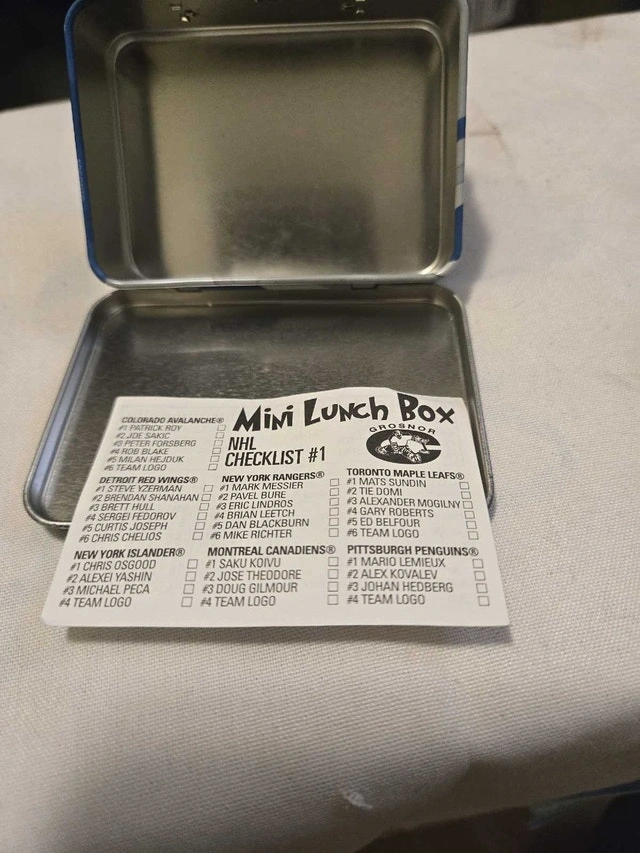 Mini Lunch Box
GROSNOR
NHL
CHECKLIST #1
COLORADO AVALANCHE®
#1 PATRICK ROY
#2 JOE SAKIC
#3 PETER FORSBERG
#4 ROB BLAKE
#5 MILAN HEJDUK
#6 TEAM LOGO
DETROIT RED WINGS®
#1 STEVE YZERMAN
#2 BRENDAN SHANAHAN
#3 BRETT HULL
#4 SERGEI FEDOROV
#5 CURTIS JOSEPH
#6 CHRIS CHELIOS
NEW YORK RANGERS®
#1 MARK MESSIER
#2 PAVEL BURE
#3 ERIC LINDROS
#4 BRIAN LEETCH
#5 DAN BLACKBURN
#6 MIKE RICHTER
TORONTO MAPLE LEAFS®
#1 MATS SUNDIN
#2 TIE DOMI
#3 ALEXANDER MOGILNY
#4 GARY ROBERTS
#5 ED BELFOUR
#6 TEAM LOGO
NEW YORK ISLANDER®
#1 CHRIS OSGOOD
#2 ALEXEI YASHIN
#3 MICHAEL PECA
#4 TEAM LOGO
MONTREAL CANADIENS®
#1 SAKU KOIVU
#2 JOSE THEODORE
#3 DOUG GILMOUR
#4 TEAM LOGO
PITTSBURGH PENGUINS®
#1 MARIO LEMIEUX
#2 ALEX KOVALEV
#3 JOHAN HEDBERG
#4 TEAM LOGO